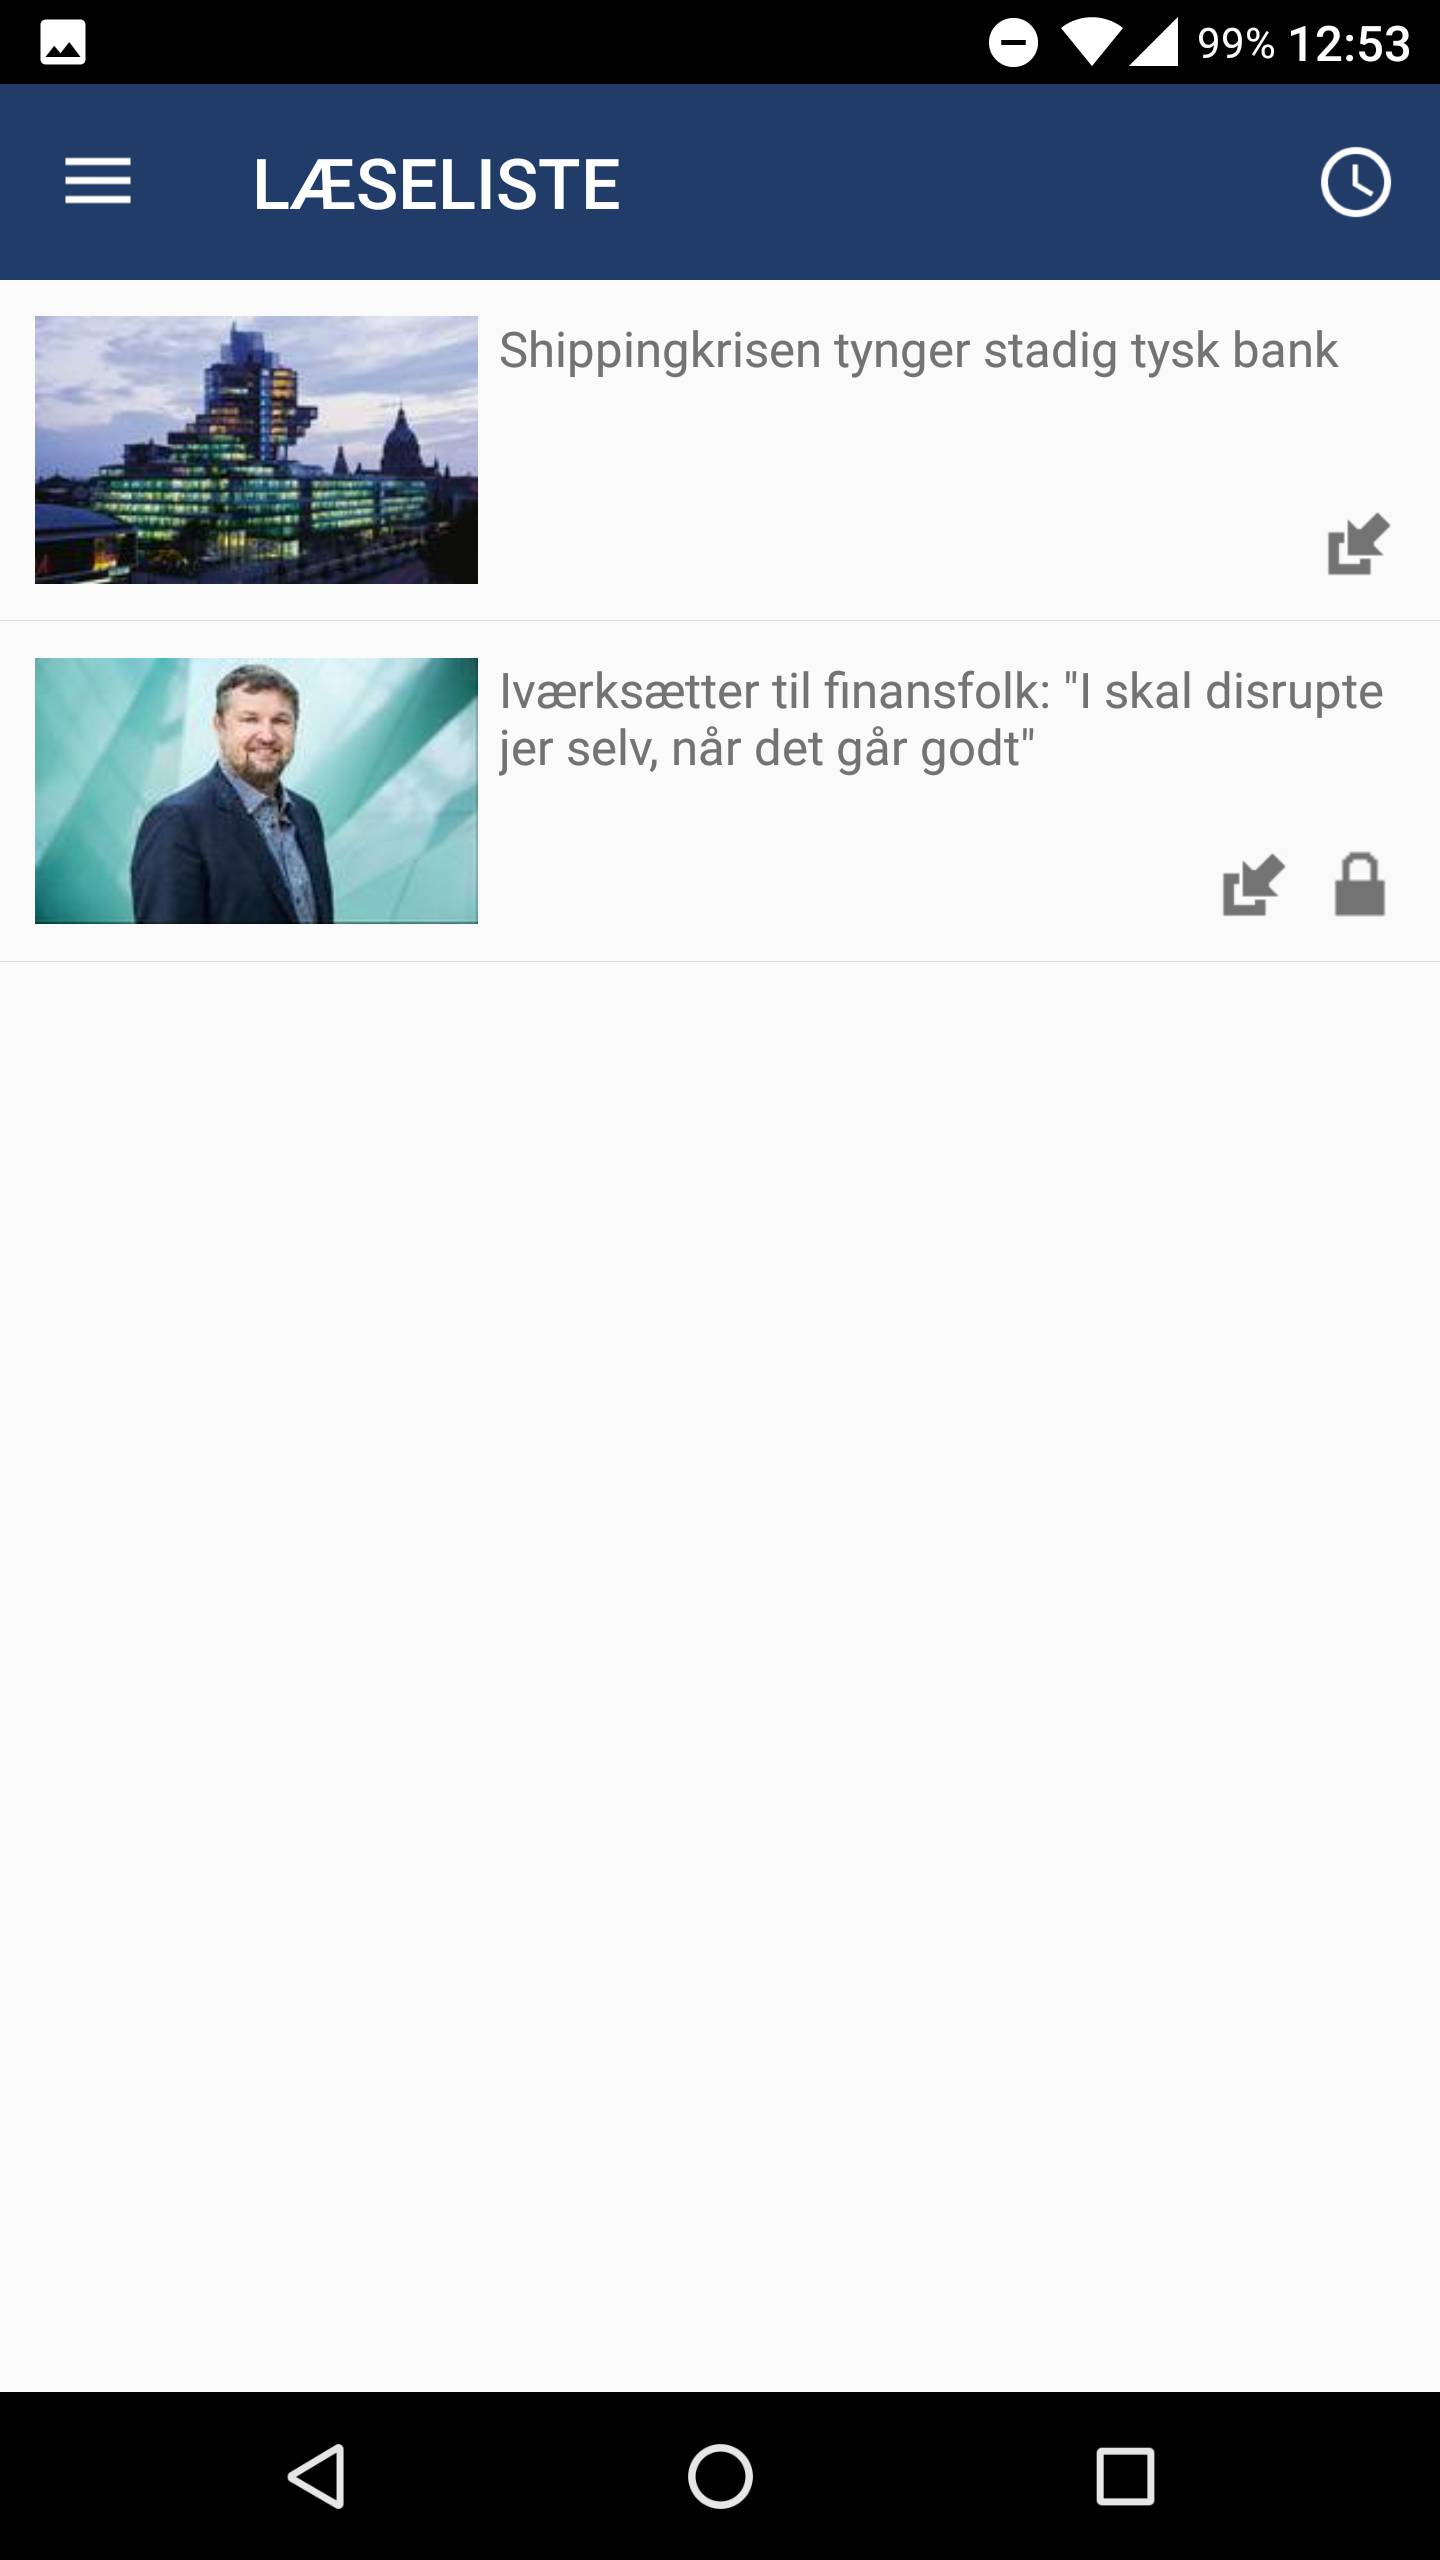 99% 12:53
LÆSELISTE
Shippingkrisen tynger stadig tysk bank
Iværksætter til finansfolk: "I skal disrupte
jer selv, når det går godt"